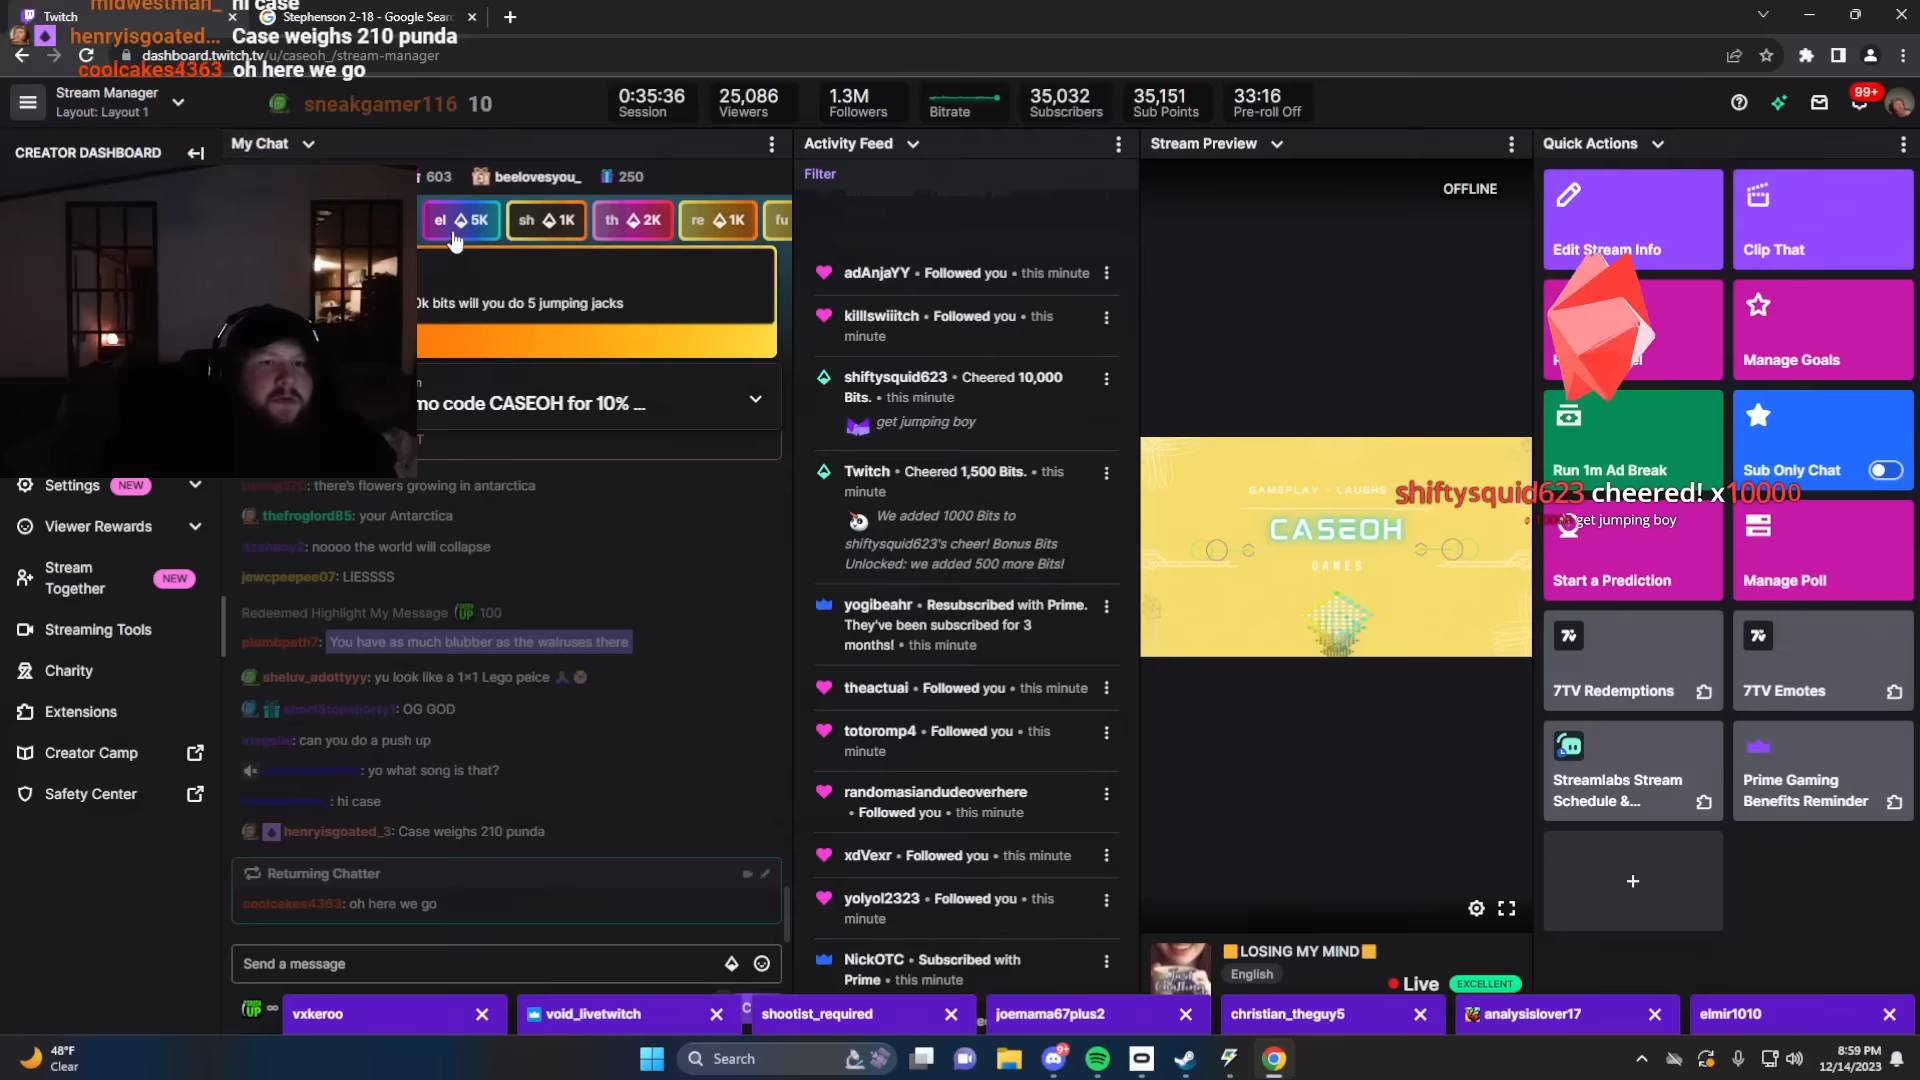 midwestman_ hi case
Twitch
Stephenson 2-18 - Google Sear
henryisgoated... Case weighs 210 punda
dashboard.twitch.tv/u/caseoh_/stream-manager
coolcakes4363 oh here we go
Stream Manager
Layout: Layout 1
sneakgamer116 10
0:35:36
Session
25,086
Viewers
1.3M
Followers
Bitrate
35,032
Subscribers
35,151
Sub Points
33:16
Pre-roll Off
99+
CREATOR DASHBOARD
Settings NEW
Viewer Rewards
Stream
Together
NEW
Streaming Tools
Charity
Extensions
Creator Camp
Safety Center
My Chat
603 beelovesyou_ 250
el 5K sh 1K th 2K re 1K fu
0k bits will you do 5 jumping jacks
mo code CASEOH for 10% ...
: there's flowers growing in antarctica
thefroglord85: your Antarctica
: noooo the world will collapse
jewcpeepee07: LIESSSS
Redeemed Highlight My Message 100
plumbpeth7: You have as much blubber as the walruses there
sheluv_adottyyy: yu look like a 1×1 Lego peice
: OG GOD
: can you do a push up
: yo what song is that?
: hi case
henryisgoated_3: Case weighs 210 punda
Returning Chatter
coolcakes4363: oh here we go
Send a message
Activity Feed
Filter
adAnjaYY • Followed you • this minute
killlswiiitch • Followed you • this
minute
shiftysquid623 • Cheered 10,000
Bits. • this minute
get jumping boy
Twitch • Cheered 1,500 Bits. • this
minute
We added 1000 Bits to
shiftysquid623's cheer! Bonus Bits
Unlocked: we added 500 more Bits!
yogibeahr • Resubscribed with Prime.
They've been subscribed for 3
months! • this minute
theactuai • Followed you • this minute
totoromp4 • Followed you • this
minute
randomasiandudeoverhere
• Followed you • this minute
xdVexr • Followed you • this minute
yolyol2323 • Followed you • this
minute
NickOTC • Subscribed with
Prime • this minute
Stream Preview
OFFLINE
GAMEPLAY - LAUGHS
CASEOH
GAMES
shiftysquid623 cheered! x10000
get jumping boy
LOSING MY MIND
English
Live EXCELLENT
Quick Actions
Edit Stream Info
Clip That
Manage Goals
Run 1m Ad Break
Sub Only Chat
Start a Prediction
Manage Poll
7TV Redemptions
7TV Emotes
Streamlabs Stream
Schedule &...
Prime Gaming
Benefits Reminder
+
vxkeroo
void_livetwitch
shootist_required
joemama67plus2
christian_theguy5
analysislover17
elmir1010
48°F
Clear
Search
8:59 PM
12/14/2023